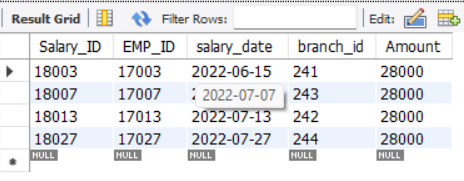 Result Grid Filter Rows: Edit:
Salary_ID EMP_ID salary_date branch_id Amount
18003 17003 2022-06-15 241 28000
18007 17007 2022-07-07 243 28000
18013 17013 2022-07-13 242 28000
18027 17027 2022-07-27 244 28000
NULL NULL NULL NULL NULL